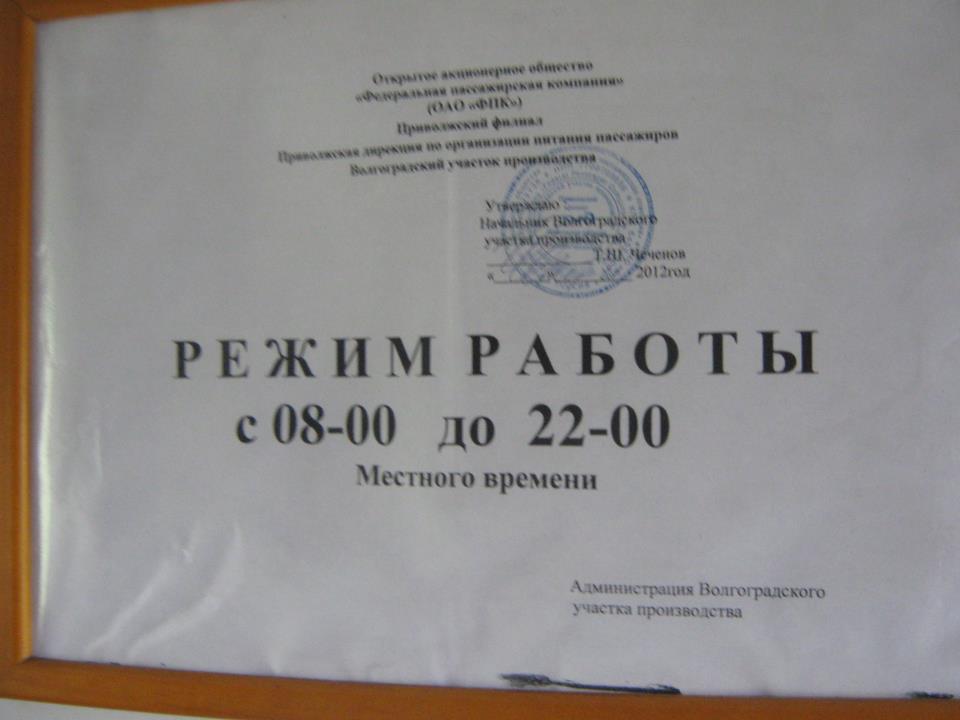 Открытое акционерное общество
«Федеральная пассажирская компания»
(ОАО «ФПК»)
Приволжский филиал
Приволжская дирекция по организации питания пассажиров
Волгоградский участок производства
Утверждаю
Начальник Волгоградского
участка производства
Чеченов
2012год
РЕЖИМ РАБОТЫ
с 08-00 до 22-00
Местного времени
Администрация Волгоградского
участка производства